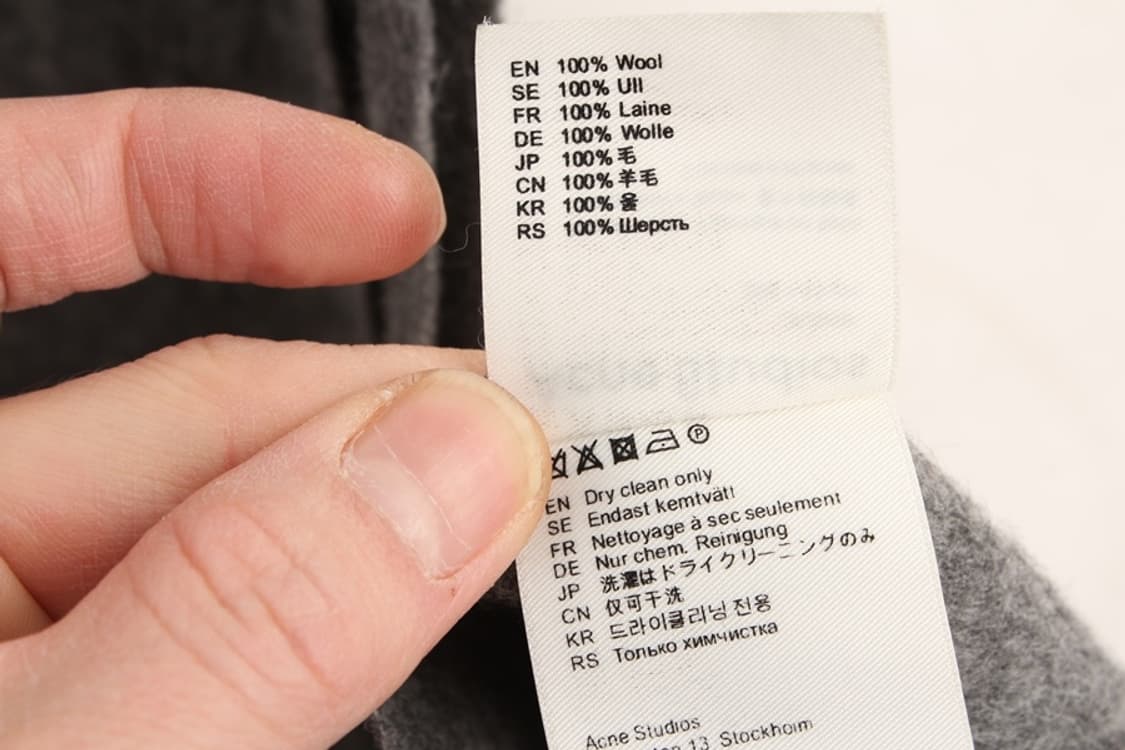 EN 100% Wool
SE 100% Ull
FR 100% Laine
DE 100% Wolle
JP 100% 毛
CN 100% 羊毛
KR 100% 울
RS 100% Шерсть
P
EN Dry clean only
SE Endast kemtvätt
FR Nettoyage à sec seulement
DE Nur chem. Reinigung
JP 洗濯はドライクリーニングのみ
CN 仅可干洗
KR 드라이클리닝 전용
RS Только химчистка
Acne Studios
13 Stockholm